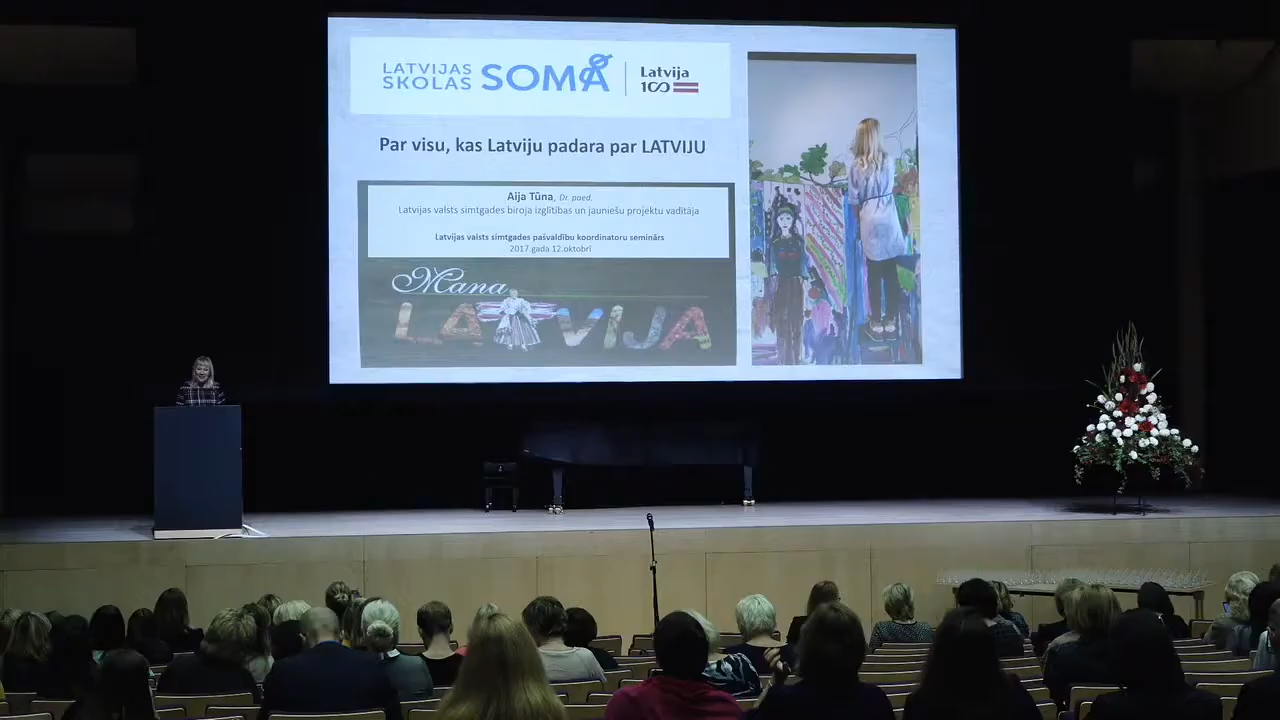 LATVIJAS
SKOLAS SOMA
Latvija
100
Par visu, kas Latviju padara par LATVIJU
Aija Tūna, Dr. paed.
Latvijas valsts simtgades biroja izglītības un jauniešu projektu vadītāja
Latvijas valsts simtgades pašvaldību koordinatoru seminārs
2017.gada 12.oktobrī
Mana
LATVIJA